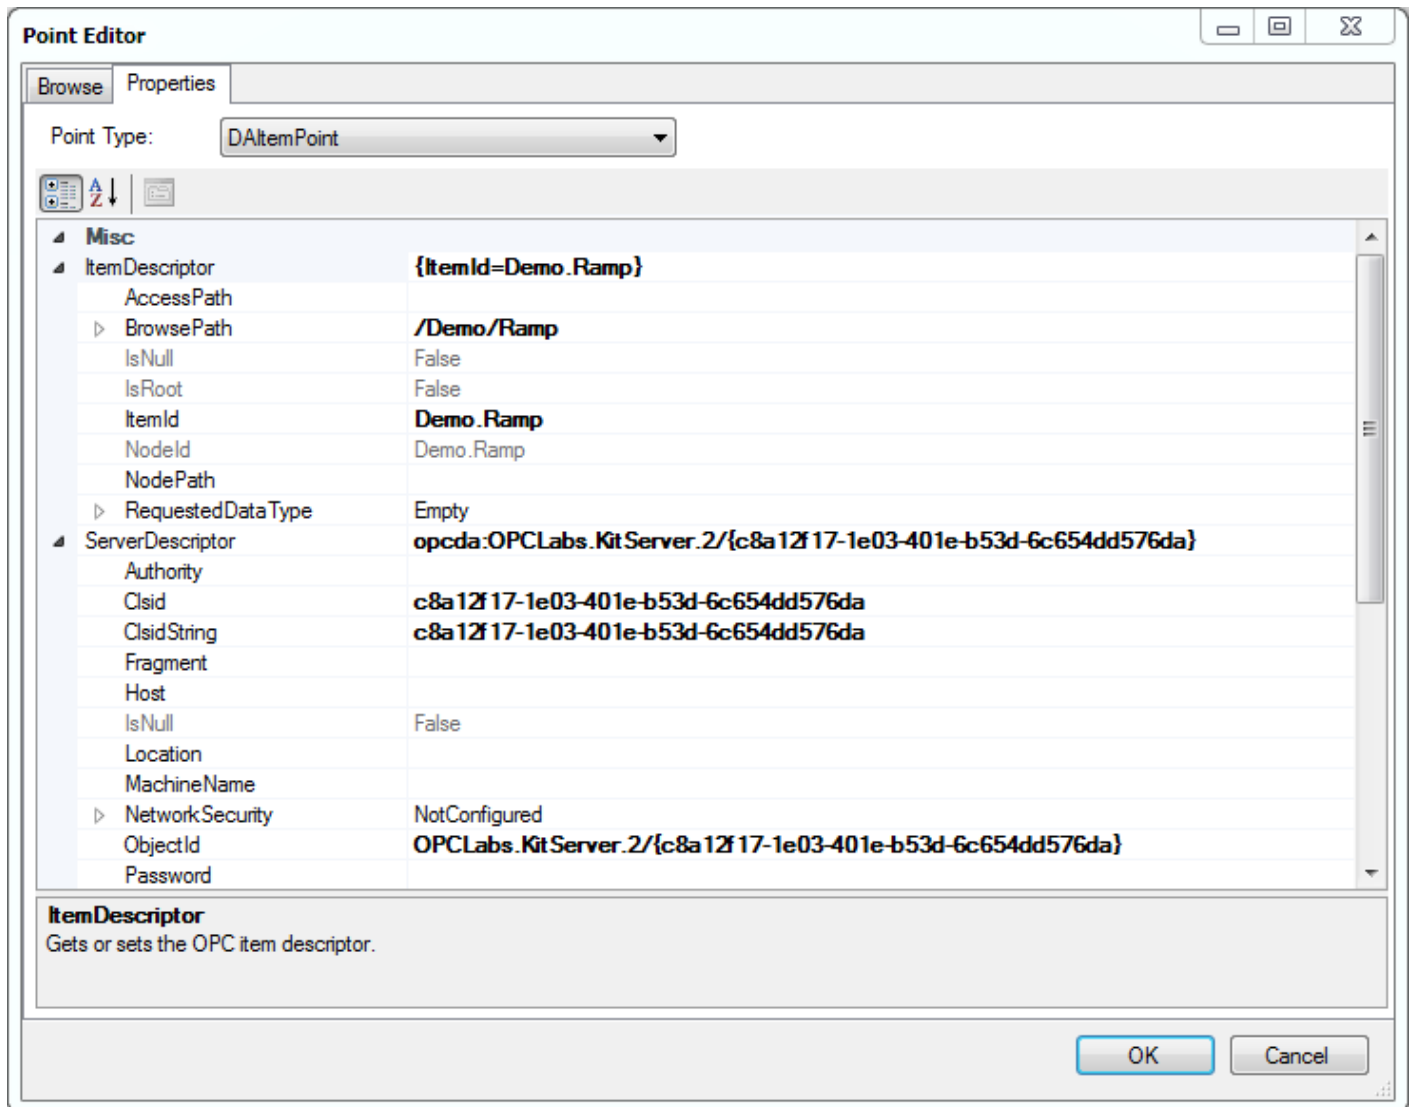 Point Editor
Browse Properties
Point Type: DAItemPoint
Misc
ItemDescriptor {ItemId=Demo.Ramp}
AccessPath
BrowsePath /Demo/Ramp
IsNull False
IsRoot False
ItemId Demo.Ramp
NodeId Demo.Ramp
NodePath
RequestedDataType Empty
ServerDescriptor opcda:OPCLabs.KitServer.2/{c8a12f17-1e03-401e-b53d-6c654dd576da}
Authority
Clsid c8a12f17-1e03-401e-b53d-6c654dd576da
ClsidString c8a12f17-1e03-401e-b53d-6c654dd576da
Fragment
Host
IsNull False
Location
MachineName
NetworkSecurity NotConfigured
ObjectId OPCLabs.KitServer.2/{c8a12f17-1e03-401e-b53d-6c654dd576da}
Password
ItemDescriptor
Gets or sets the OPC item descriptor.
OK Cancel